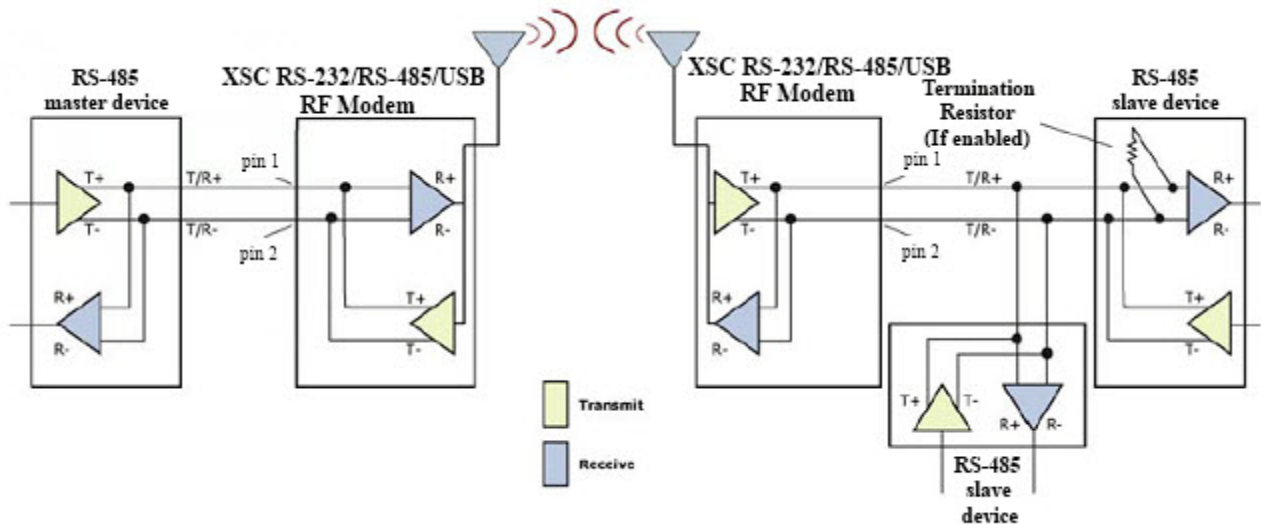 RS-485
master device
T+
T-
R+
R-
T/R+
T/R-
pin 1
pin 2
XSC RS-232/RS-485/USB
RF Modem
R+
R-
T+
T-
XSC RS-232/RS-485/USB
RF Modem
T+
T-
R+
R-
pin 1
pin 2
T/R+
T/R-
Termination
Resistor
(If enabled)
RS-485
slave device
R+
R-
T+
T-
T+
T-
R+
R-
RS-485
slave
device
Transmit
Receive